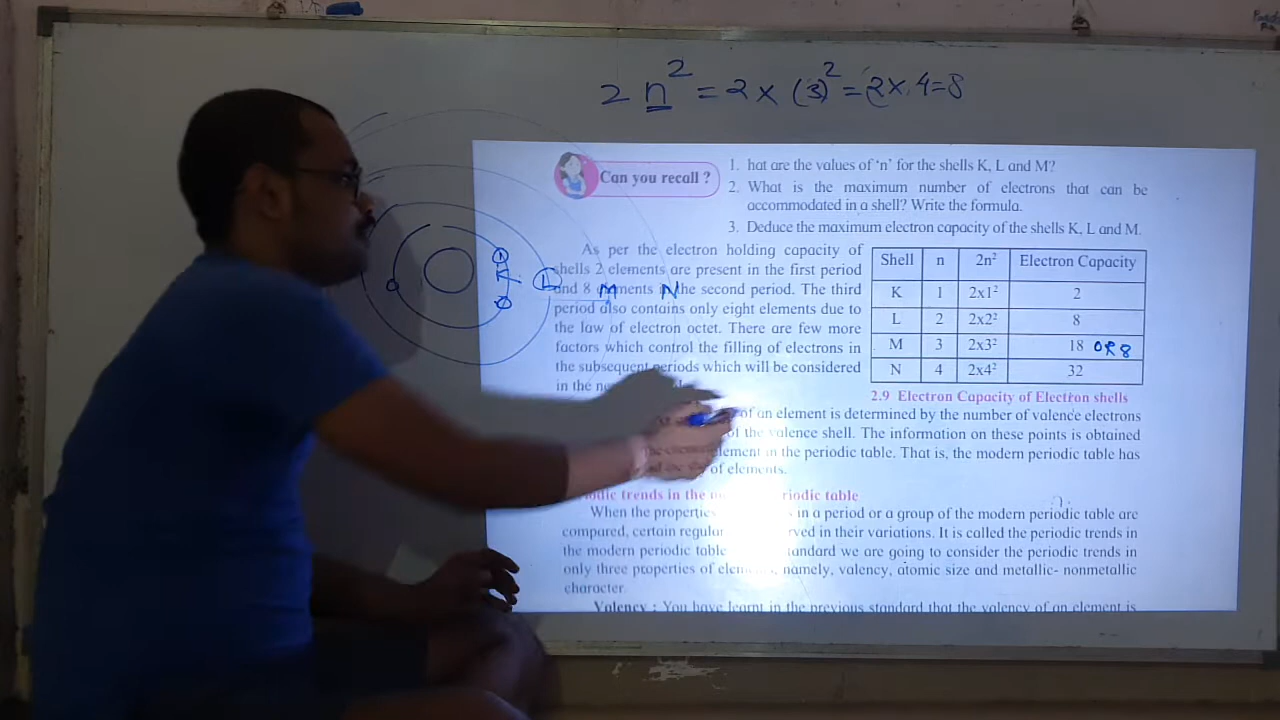 2 n² = 2 × (3)² = 2×4=8
Can you recall ?
1. hat are the values of 'n' for the shells K, L and M?
2. What is the maximum number of electrons that can be
accommodated in a shell? Write the formula.
3. Deduce the maximum electron capacity of the shells K, L and M.
As per the electron holding capacity of
shells 2 elements are present in the first period
and 8 the second period. The third
period also contains only eight elements due to
the law of electron octet. There are few more
factors which control the filling of electrons in
the subsequent periods which will be considered
in the
K L M N
Shell n 2n² Electron Capacity
K 1 2x1² 2
L 2 2x2² 8
M 3 2x3² 18 OR 8
N 4 2x4² 32
2.9 Electron Capacity of Electron shells
of an element is determined by the number of valence electrons
of the valence shell. The information on these points is obtained
element in the periodic table. That is, the modern periodic table has
of elements.
trends in the riodic table
When the properties in a period or a group of the modern periodic table are
compared, certain regular rved in their variations. It is called the periodic trends in
the modern periodic table tandard we are going to consider the periodic trends in
only three properties of namely, valency, atomic size and metallic- nonmetallic
character.
Valency : You have learnt in the previous standard that the valency of an element is